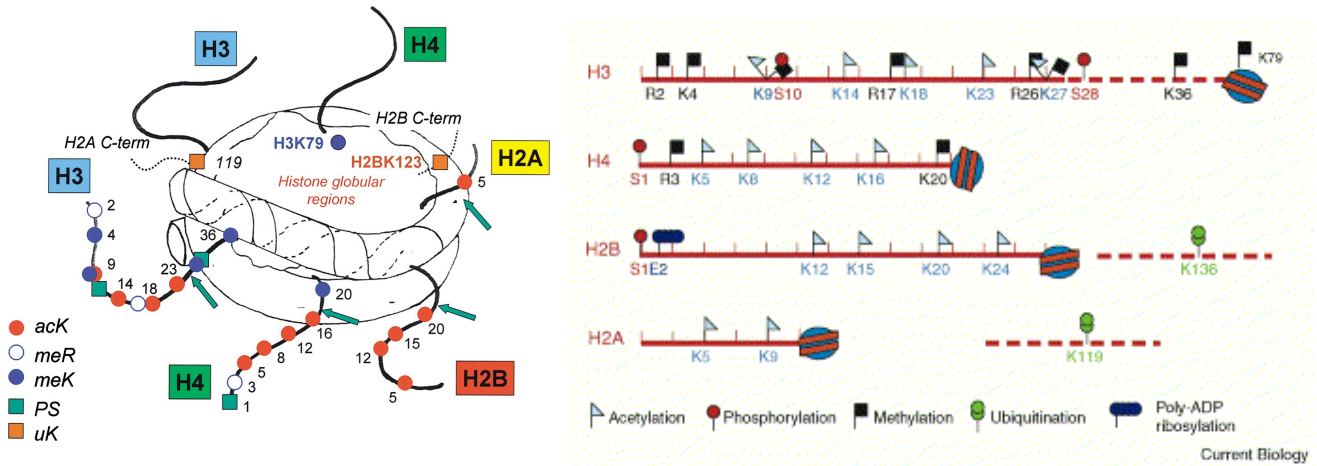 H3
H4
H2A C-term
H2B C-term
H3K79
119
H2BK123
H2A
H3
Histone globular
regions
5
2
4
36
9
23
14
18
20
16
20
12
15
12
8
5
3
1
5
H4
H2B
acK
meR
meK
PS
uK
H3
K79
R2 K4 K9 S10 K14 R17 K18 K23 R26 K27 S28 K36
H4
S1 R3 K5 K8 K12 K16 K20
H2B
S1 E2 K12 K15 K20 K24 K136
H2A
K5 K9 K119
Acetylation
Phosphorylation
Methylation
Ubiquitination
Poly-ADP
ribosylation
Current Biology